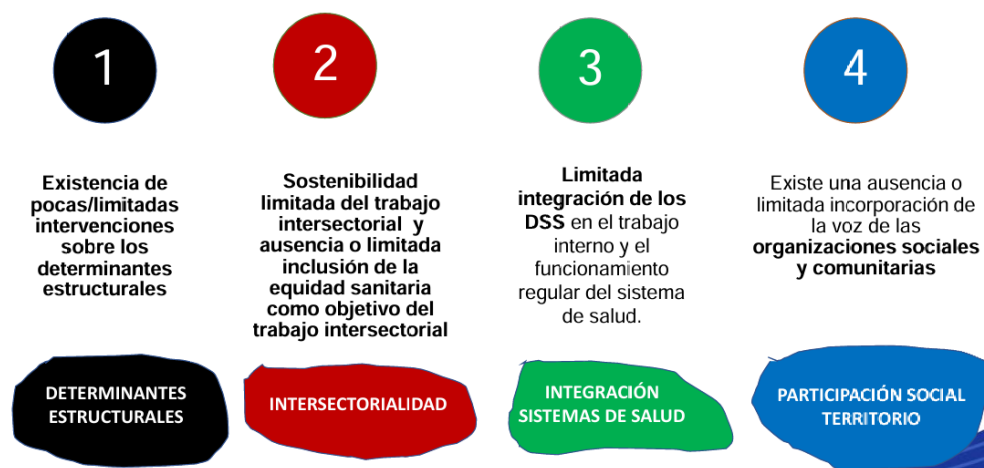 1
Existencia de
pocas/limitadas
intervenciones
sobre los
determinantes
estructurales
DETERMINANTES
ESTRUCTURALES
2
Sostenibilidad
limitada del trabajo
intersectorial y
ausencia o limitada
inclusión de la
equidad sanitaria
como objetivo del
trabajo intersectorial
INTERSECTORIALIDAD
3
Limitada
integración de los
DSS en el trabajo
interno y el
funcionamiento
regular del sistema
de salud.
INTEGRACIÓN
SISTEMAS DE SALUD
4
Existe una ausencia o
limitada incorporación de
la voz de las
organizaciones sociales
y comunitarias
PARTICIPACIÓN SOCIAL
TERRITORIO